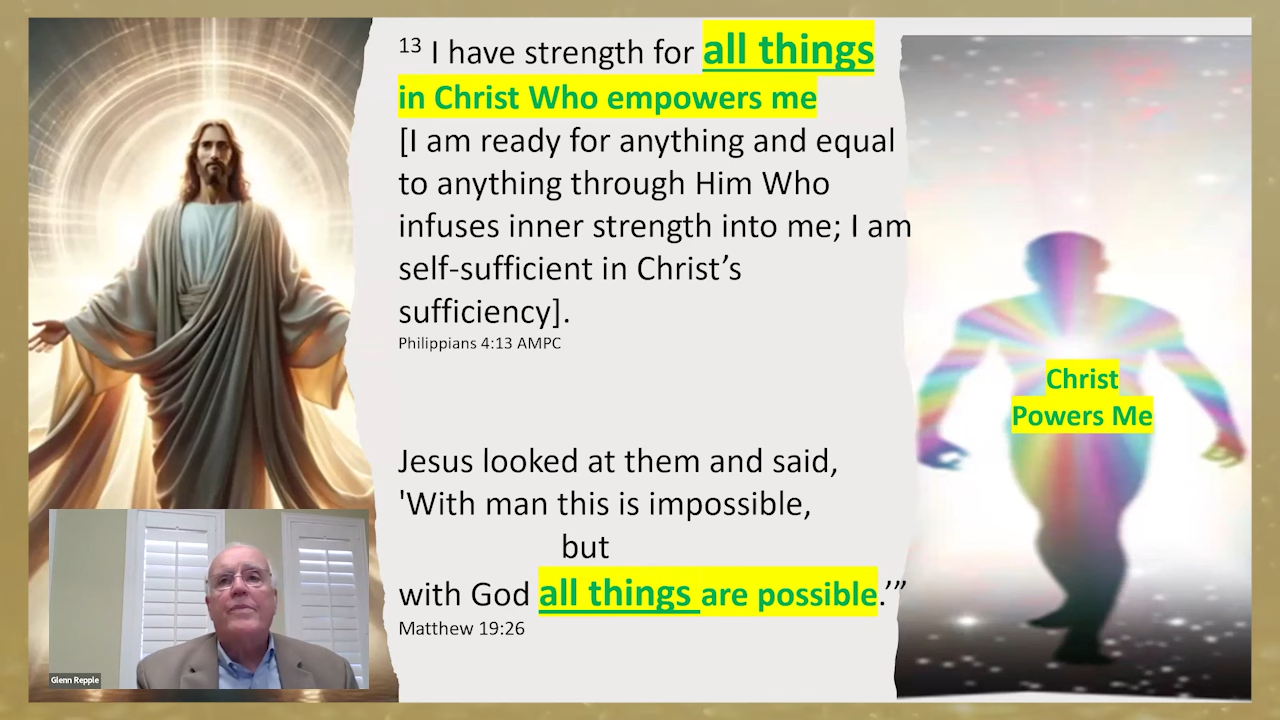 13 I have strength for all things
in Christ Who empowers me
[I am ready for anything and equal
to anything through Him Who
infuses inner strength into me; I am
self-sufficient in Christ’s
sufficiency].
Philippians 4:13 AMPC
Jesus looked at them and said,
'With man this is impossible,
but
with God all things are possible.’”
Matthew 19:26
Christ
Powers Me
Glenn Repple